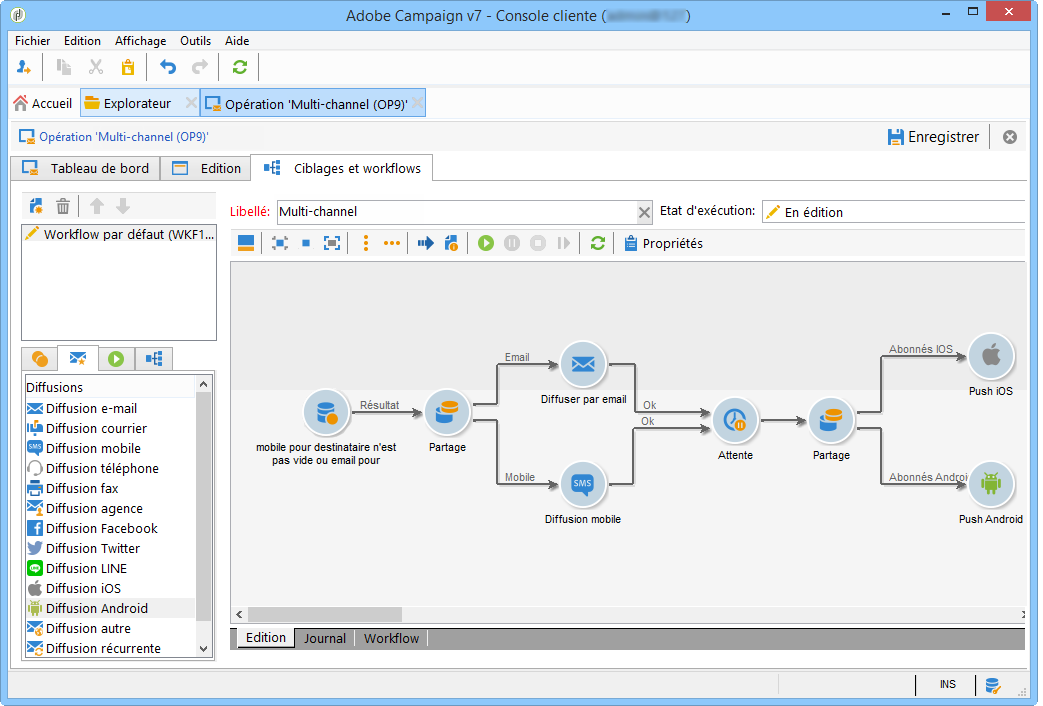 Adobe Campaign v7 - Console cliente (
Fichier Edition Affichage Outils Aide
Accueil Explorateur Opération 'Multi-channel (OP9)'
Opération 'Multi-channel (OP9)' Enregistrer
Tableau de bord Edition Ciblages et workflows
Libellé: Multi-channel Etat d'exécution: En édition
Workflow par défaut (WKF1...
Propriétés
Diffusions
Diffusion e-mail
Diffusion courrier
Diffusion mobile
Diffusion téléphone
Diffusion fax
Diffusion agence
Diffusion Facebook
Diffusion Twitter
Diffusion LINE
Diffusion iOS
Diffusion Android
Diffusion autre
Diffusion récurrente
mobile pour destinataire n'est
pas vide ou email pour
Résultat
Partage
Email
Diffuser par email
Mobile
SMS
Diffusion mobile
Ok
Ok
Attente
Partage
Abonnés IOS
Push iOS
Abonnés Androi
Push Android
Edition Journal Workflow
INS